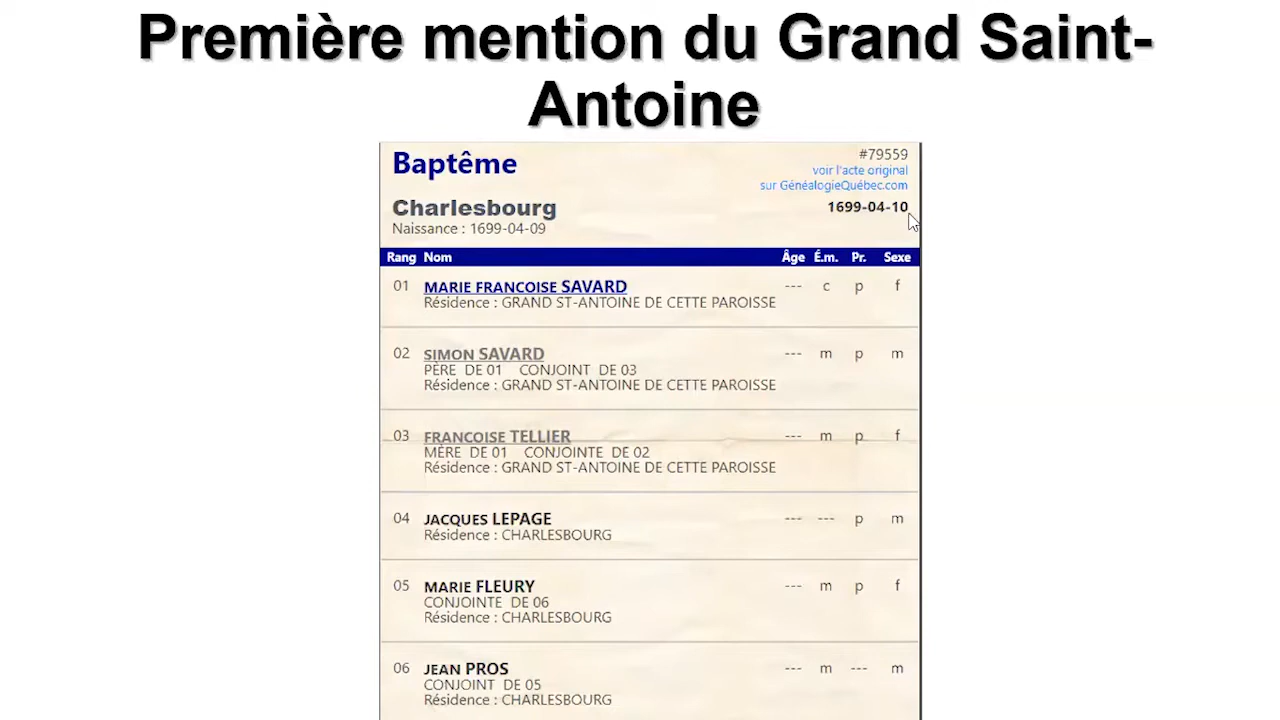 Première mention du Grand Saint-
Antoine
Baptême
#79559
voir l'acte original
sur GénéalogieQuébec.com
Charlesbourg
1699-04-10
Naissance : 1699-04-09
Rang Nom Âge É.m. Pr. Sexe
01 MARIE FRANCOISE SAVARD --- c p f
Résidence : GRAND ST-ANTOINE DE CETTE PAROISSE
02 SIMON SAVARD --- m p m
PÈRE DE 01 CONJOINT DE 03
Résidence : GRAND ST-ANTOINE DE CETTE PAROISSE
03 FRANCOISE TELLIER --- m p f
MÈRE DE 01 CONJOINTE DE 02
Résidence : GRAND ST-ANTOINE DE CETTE PAROISSE
04 JACQUES LEPAGE --- --- p m
Résidence : CHARLESBOURG
05 MARIE FLEURY --- m p f
CONJOINTE DE 06
Résidence : CHARLESBOURG
06 JEAN PROS --- m --- m
CONJOINT DE 05
Résidence : CHARLESBOURG